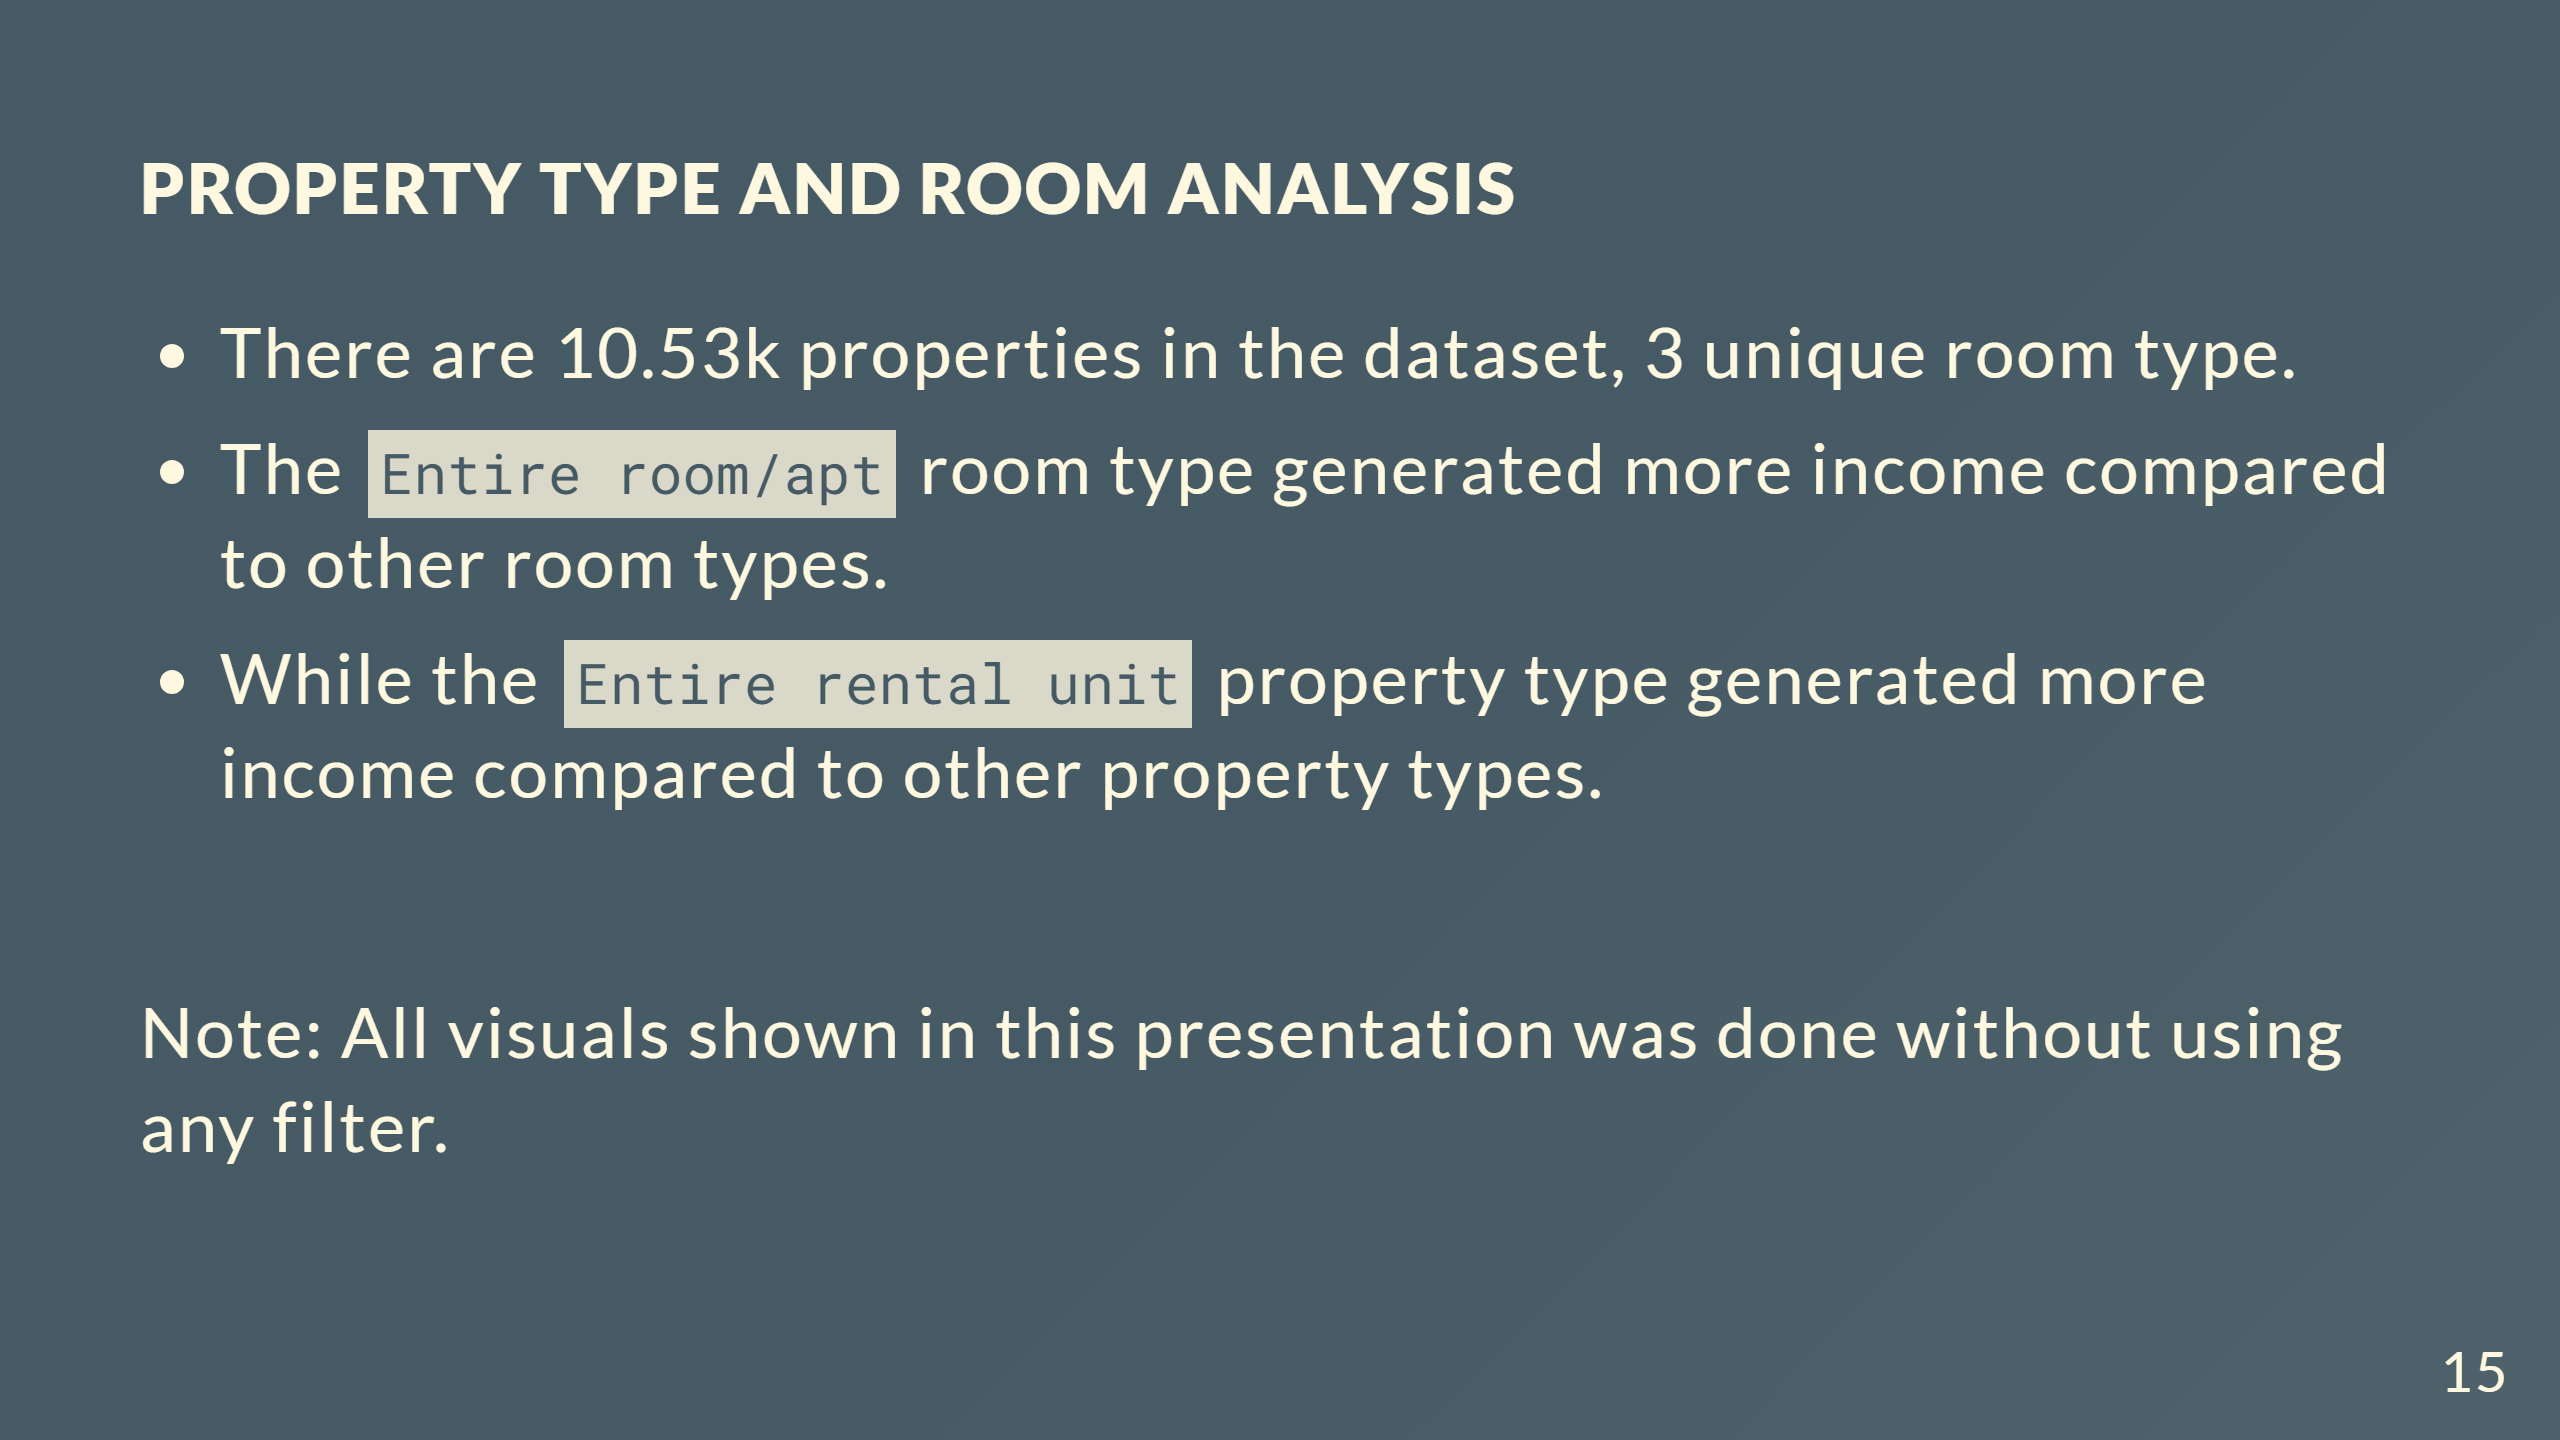 PROPERTY TYPE AND ROOM ANALYSIS
• There are 10.53k properties in the dataset, 3 unique room type.
• The Entire room/apt room type generated more income compared
to other room types.
• While the Entire rental unit property type generated more
income compared to other property types.
Note: All visuals shown in this presentation was done without using
any filter.
15